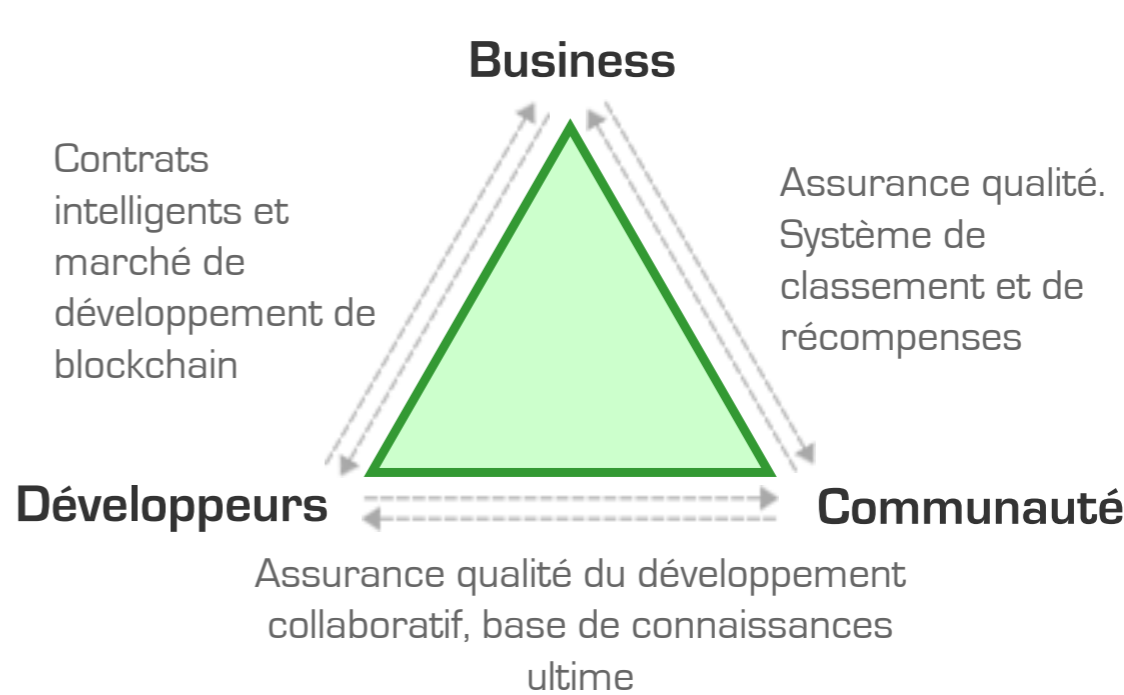 Business
Contrats
intelligents et
marché de
développement de
blockchain
Assurance qualité.
Système de
classement et de
récompenses
Développeurs
Communauté
Assurance qualité du développement
collaboratif, base de connaissances
ultime